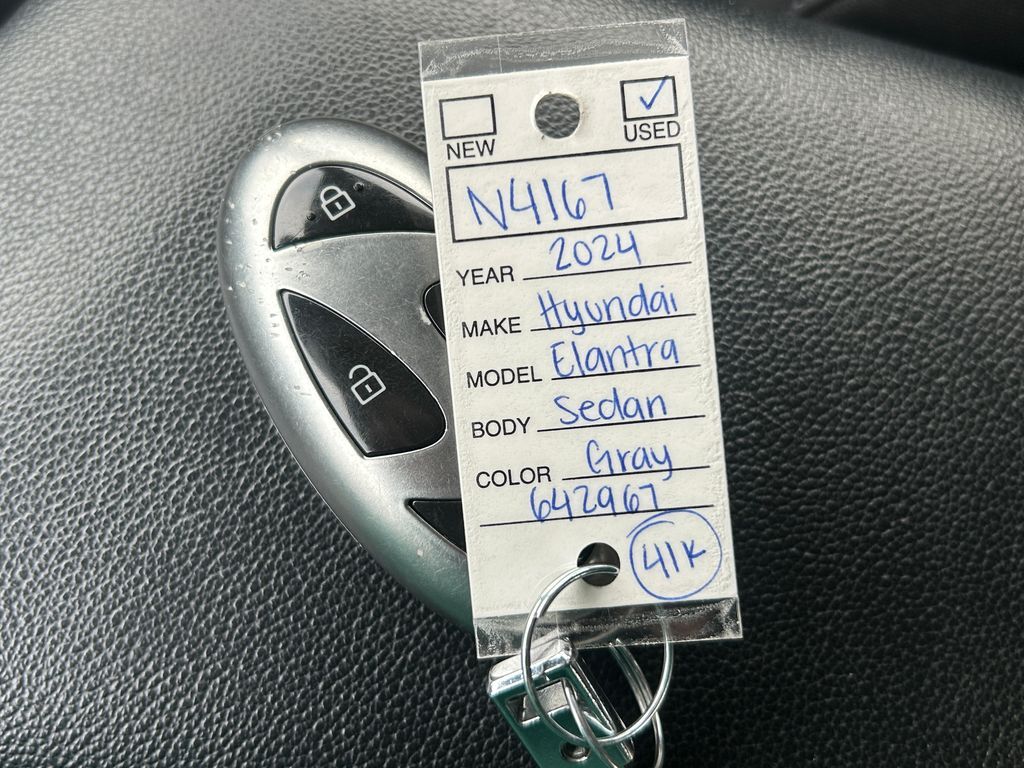 NEW USED
N4167
YEAR 2024
MAKE Hyundai
MODEL Elantra
BODY Sedan
COLOR Gray
642967
41K